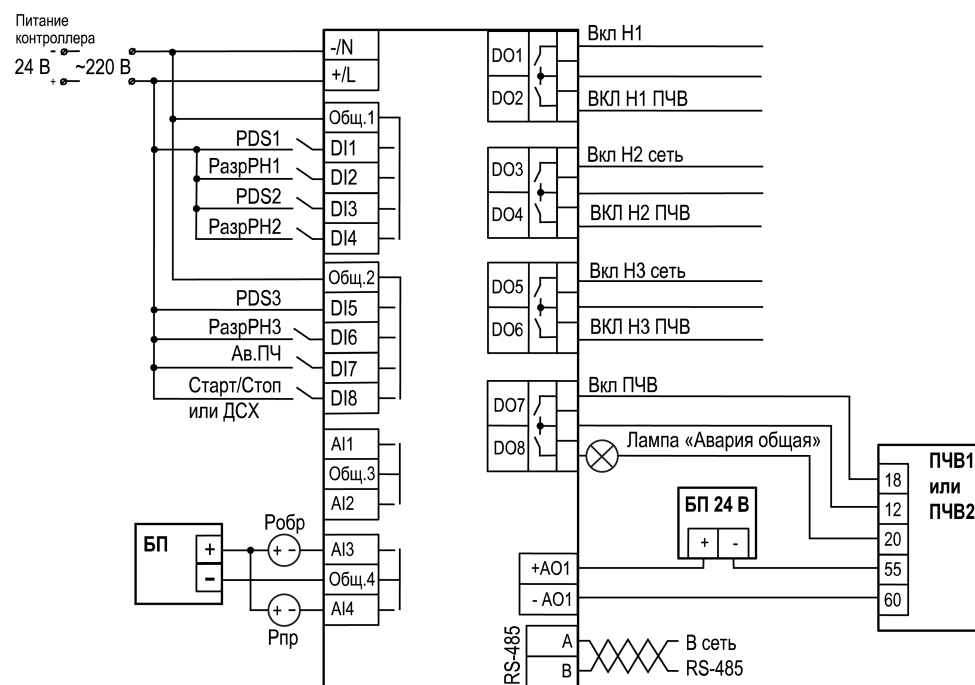 Питание
контроллера
-
24 В ~220 В
+
-/N
+/L
Общ.1
PDS1 DI1
РазрРН1 DI2
PDS2 DI3
РазрРН2 DI4
Общ.2
PDS3 DI5
РазрРН3 DI6
Ав.ПЧ DI7
Старт/Стоп DI8
или ДСХ
AI1
Общ.3
AI2
БП + -
Pобр + - AI3
Общ.4
+ - AI4
Pпр
DO1 Вкл Н1
DO2 ВКЛ Н1 ПЧВ
DO3 Вкл Н2 сеть
DO4 ВКЛ Н2 ПЧВ
DO5 Вкл Н3 сеть
DO6 ВКЛ Н3 ПЧВ
DO7 Вкл ПЧВ
DO8 Лампа «Авария общая»
ПЧВ1
или
ПЧВ2
18
12
20
55
60
БП 24 В
+ -
+AO1
- AO1
RS-485
A В сеть
B RS-485